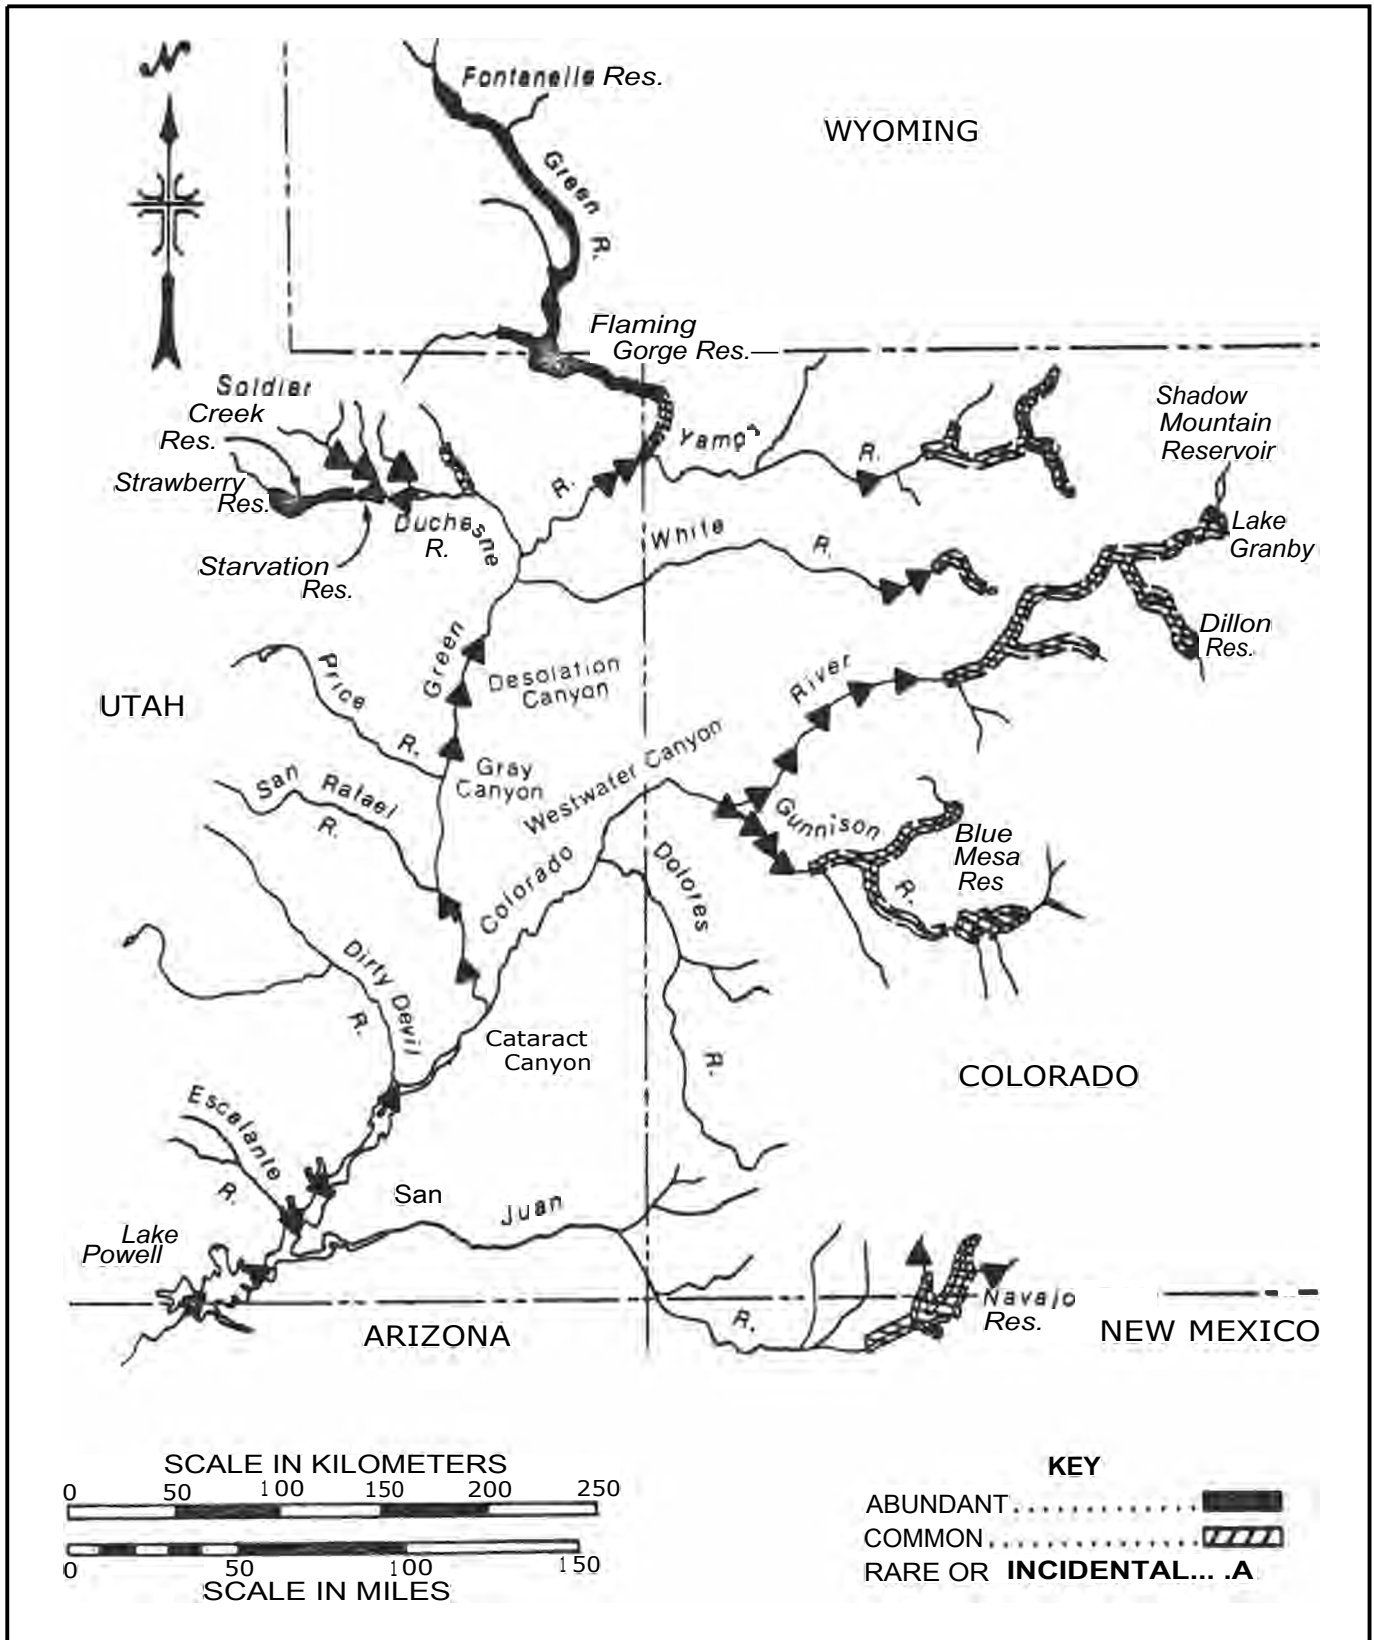 N
Fontanelle Res.
WYOMING
Green
R.
Flaming
Gorge Res.—
Soldier
Creek
Res.
Strawberry
Res.
Starvation
Res.
Duchesne
R.
R.
Yampa
R.
Shadow
Mountain
Reservoir
Lake
Granby
White
R.
Dillon
Res.
UTAH
Price
R.
Green
Desolation
Canyon
Gray
Canyon
River
Westwater Canyon
San Rafael
R.
Colorado
Gunnison
R.
Blue
Mesa
Res
Dolores
R.
Dirty Devil
R.
Cataract
Canyon
COLORADO
Escalante
R.
San
Juan
R.
Lake
Powell
Navajo
Res.
ARIZONA
NEW MEXICO
SCALE IN KILOMETERS
0 50 100 150 200 250
0 50 100 150
SCALE IN MILES
KEY
ABUNDANT..............
COMMON................
RARE OR INCIDENTAL... .A